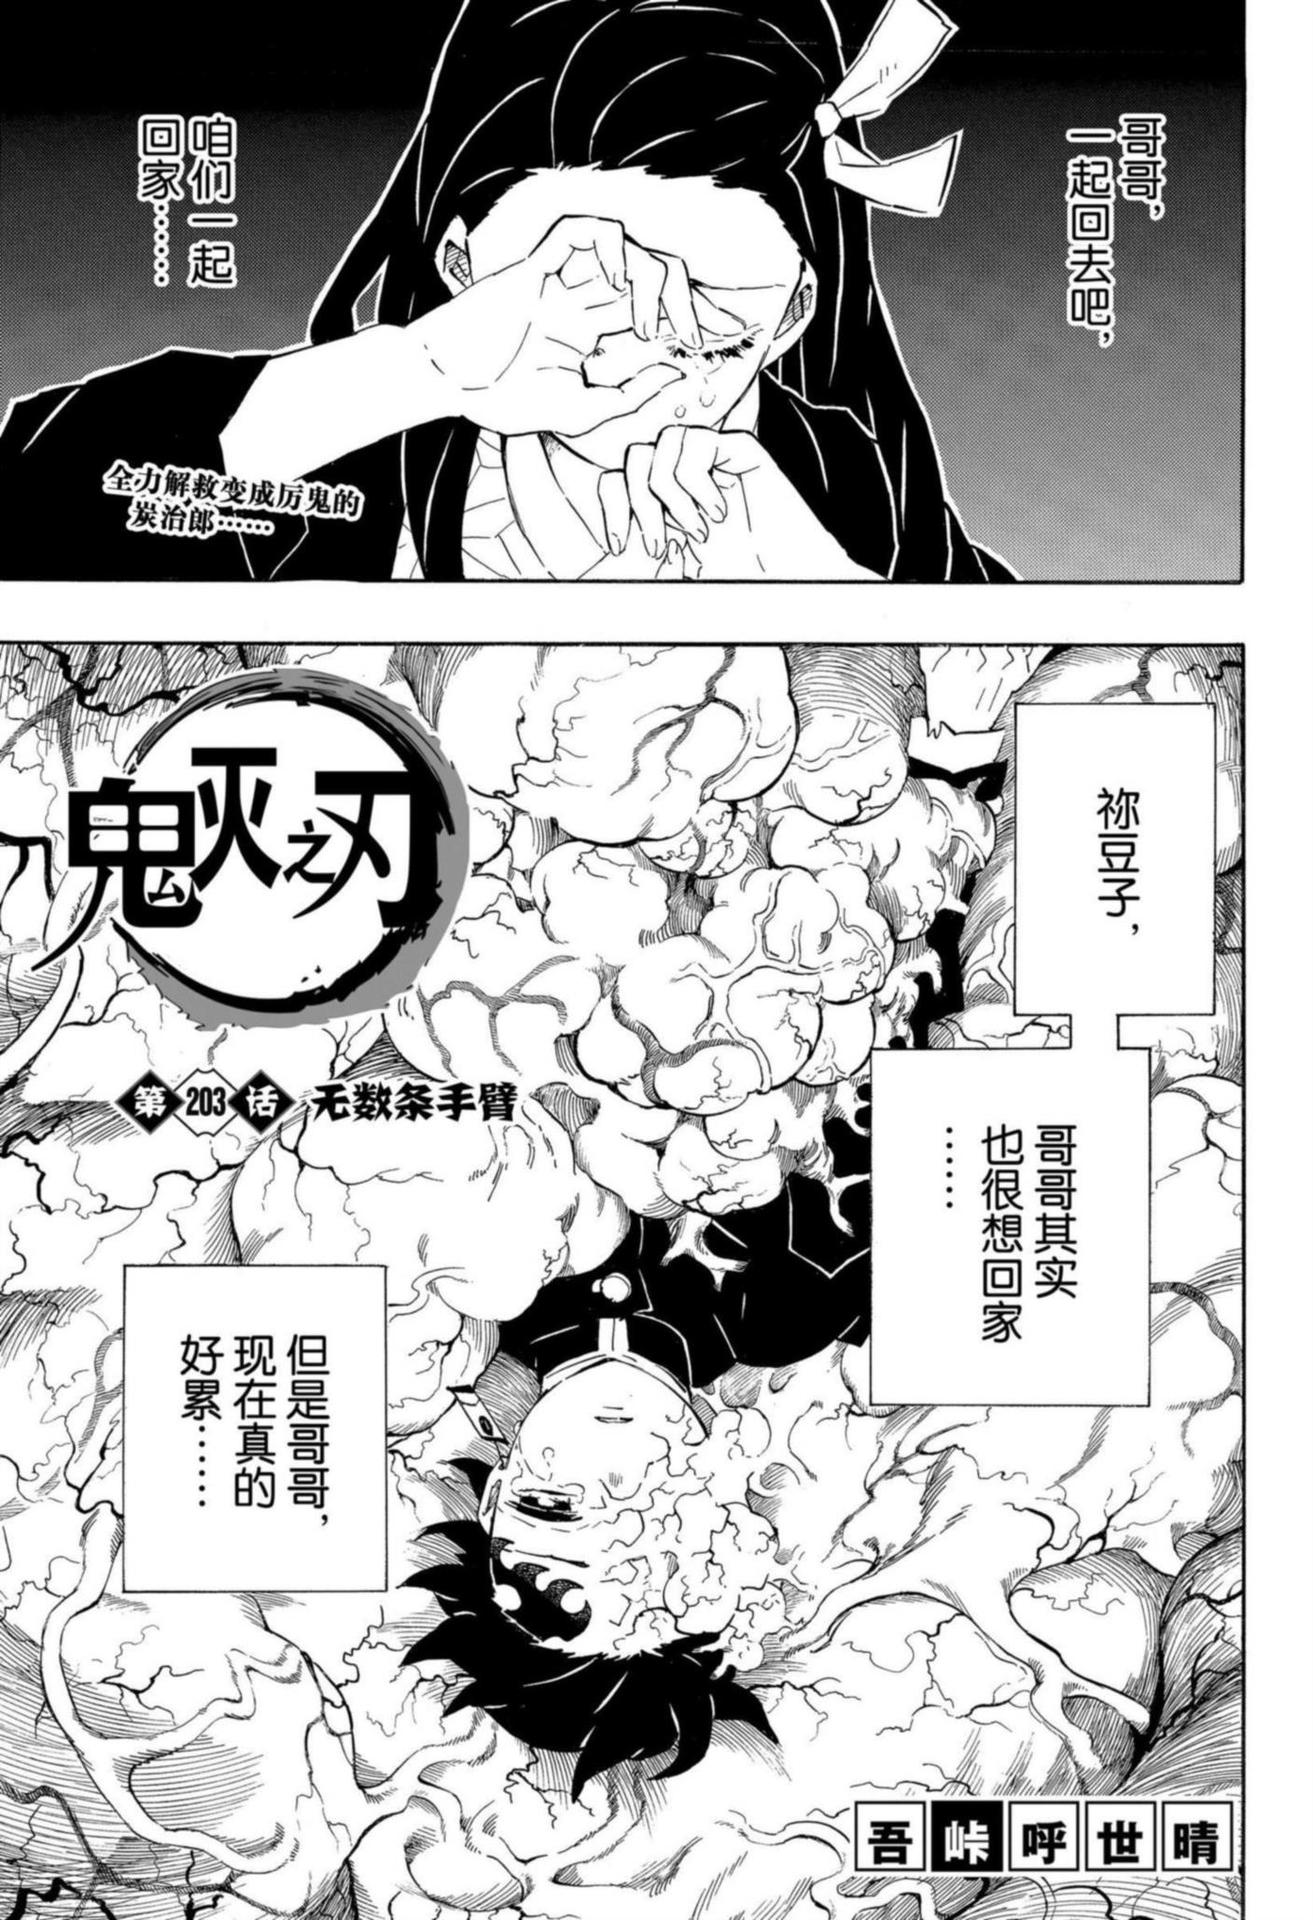 哥哥，
一起回去吧，
咱们一起
回家……
全力解救变成厉鬼的
炭治郎……
祢豆子，
哥哥其实
也很想回家
……
鬼灭之刃
第203话 无数条手臂
但是哥哥，
现在真的
好累……
吾峠呼世晴